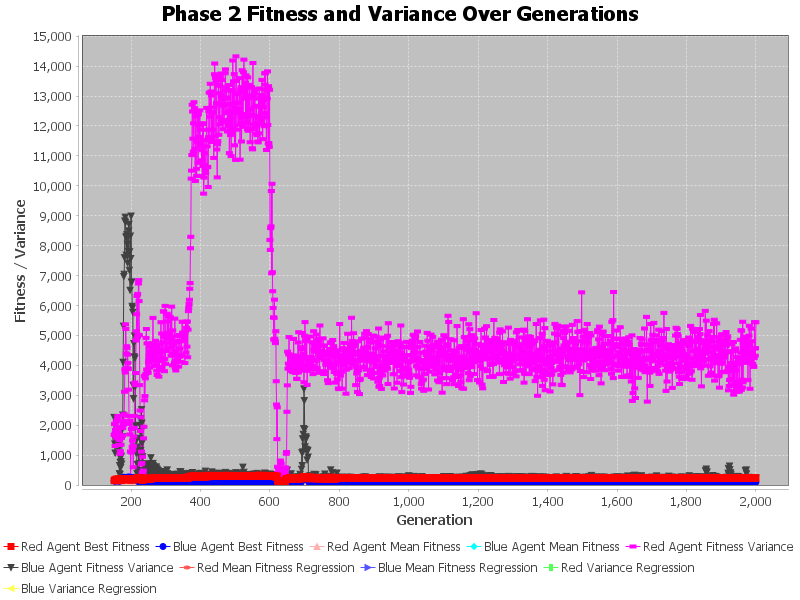 Phase 2 Fitness and Variance Over Generations
15,000
14,000
13,000
12,000
11,000
10,000
9,000
8,000
7,000
6,000
5,000
4,000
3,000
2,000
1,000
0
Fitness / Variance
200 400 600 800 1,000 1,200 1,400 1,600 1,800 2,000
Generation
Red Agent Best Fitness Blue Agent Best Fitness Red Agent Mean Fitness Blue Agent Mean Fitness Red Agent Fitness Variance
Blue Agent Fitness Variance Red Mean Fitness Regression Blue Mean Fitness Regression Red Variance Regression
Blue Variance Regression